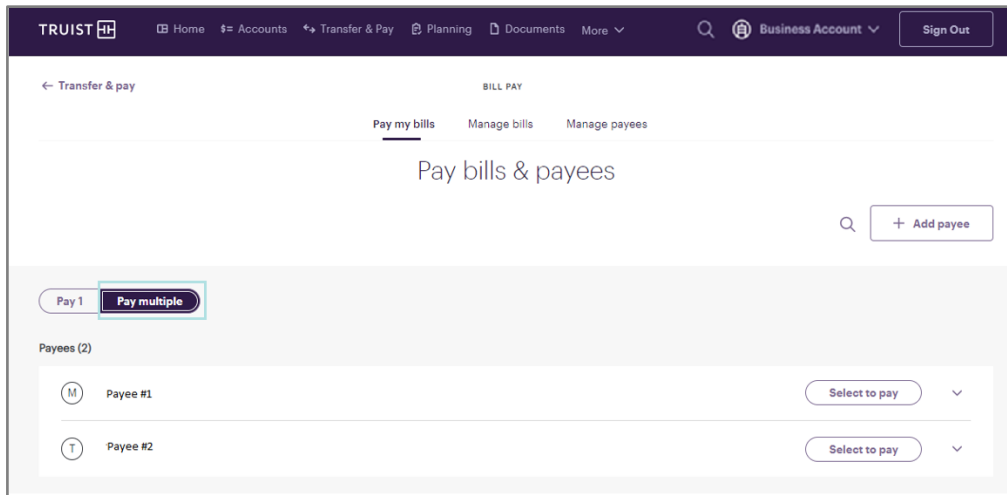 TRUIST Home $= Accounts Transfer & Pay Planning Documents More Business Account Sign Out
← Transfer & pay
BILL PAY
Pay my bills Manage bills Manage payees
Pay bills & payees
+ Add payee
Pay 1 Pay multiple
Payees (2)
M Payee #1 Select to pay
T Payee #2 Select to pay